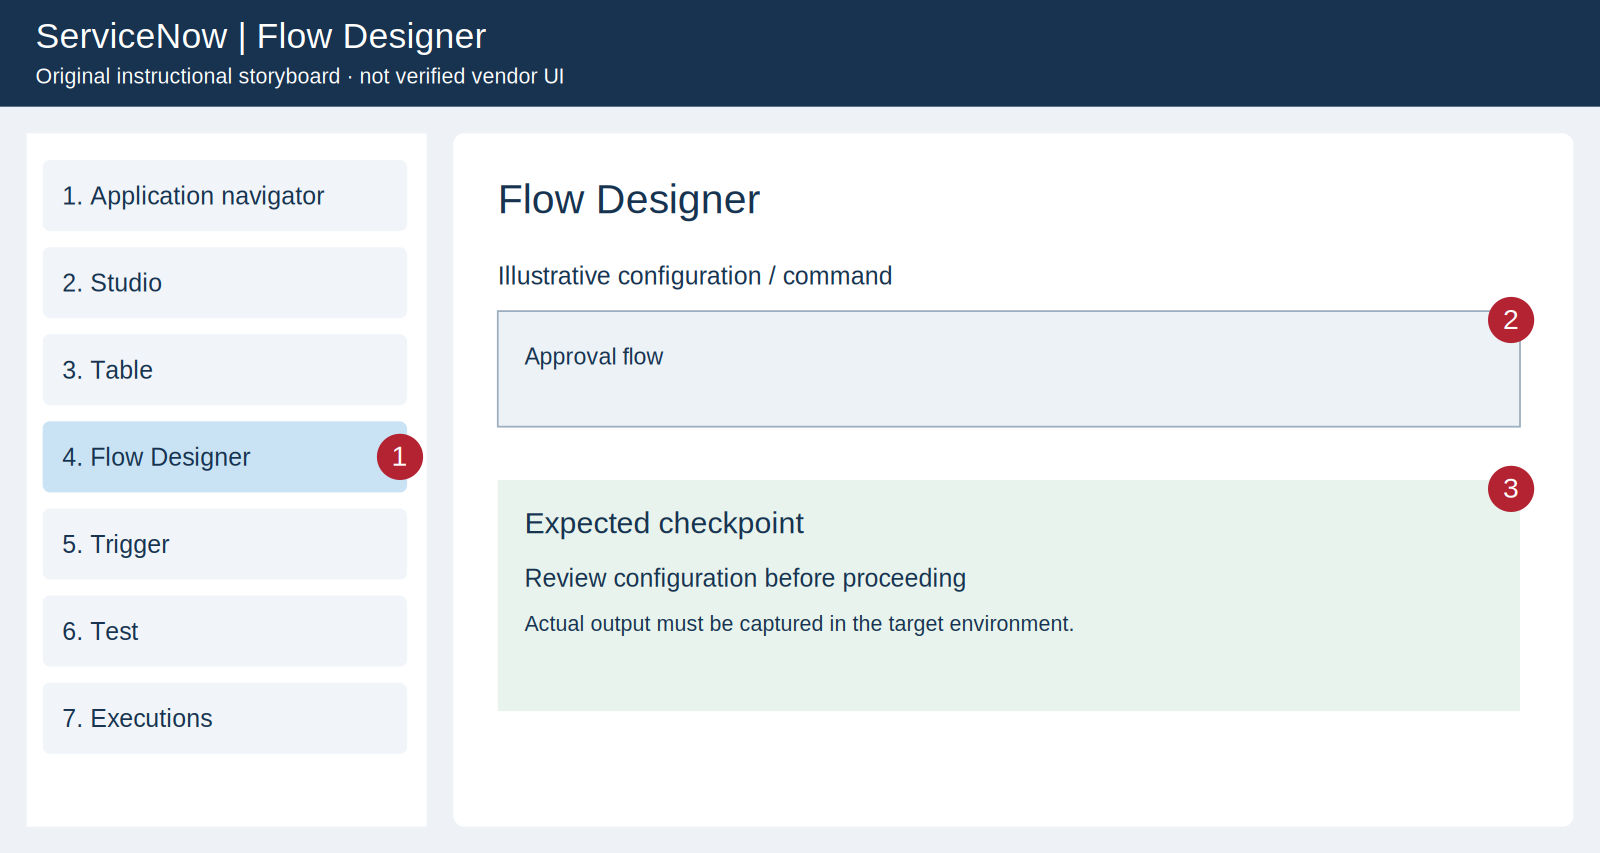 ServiceNow | Flow Designer
Original instructional storyboard · not verified vendor UI
1. Application navigator
2. Studio
3. Table
4. Flow Designer
1
5. Trigger
6. Test
7. Executions
Flow Designer
Illustrative configuration / command
2
Approval flow
3
Expected checkpoint
Review configuration before proceeding
Actual output must be captured in the target environment.